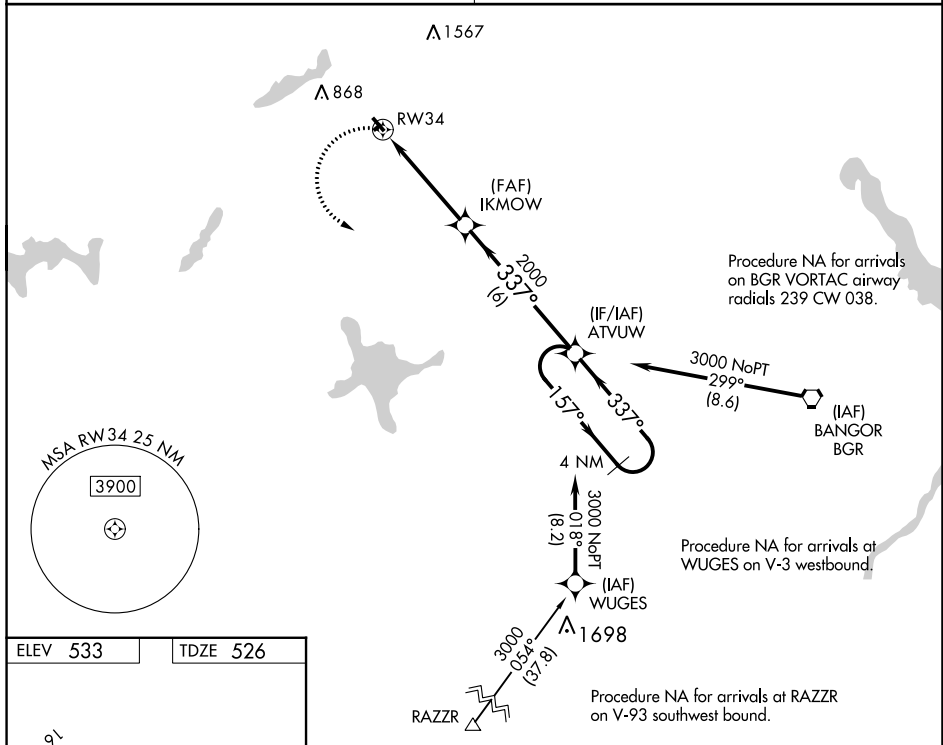 1567
868
RW34
(FAF)
IKMOW
2000
337°
(6)
Procedure NA for arrivals
on BGR VORTAC airway
radials 239 CW 038.
(IF/IAF)
ATVUW
3000 NoPT
299°
(8.6)
(IAF)
BANGOR
BGR
157°
337°
4 NM
MSA RW34 25 NM
3900
3000 NoPT
018°
(8.2)
Procedure NA for arrivals at
WUGES on V-3 westbound.
(IAF)
WUGES
1698
3000
054°
(37.8)
RAZZR
Procedure NA for arrivals at RAZZR
on V-93 southwest bound.
ELEV 533
TDZE 526
16